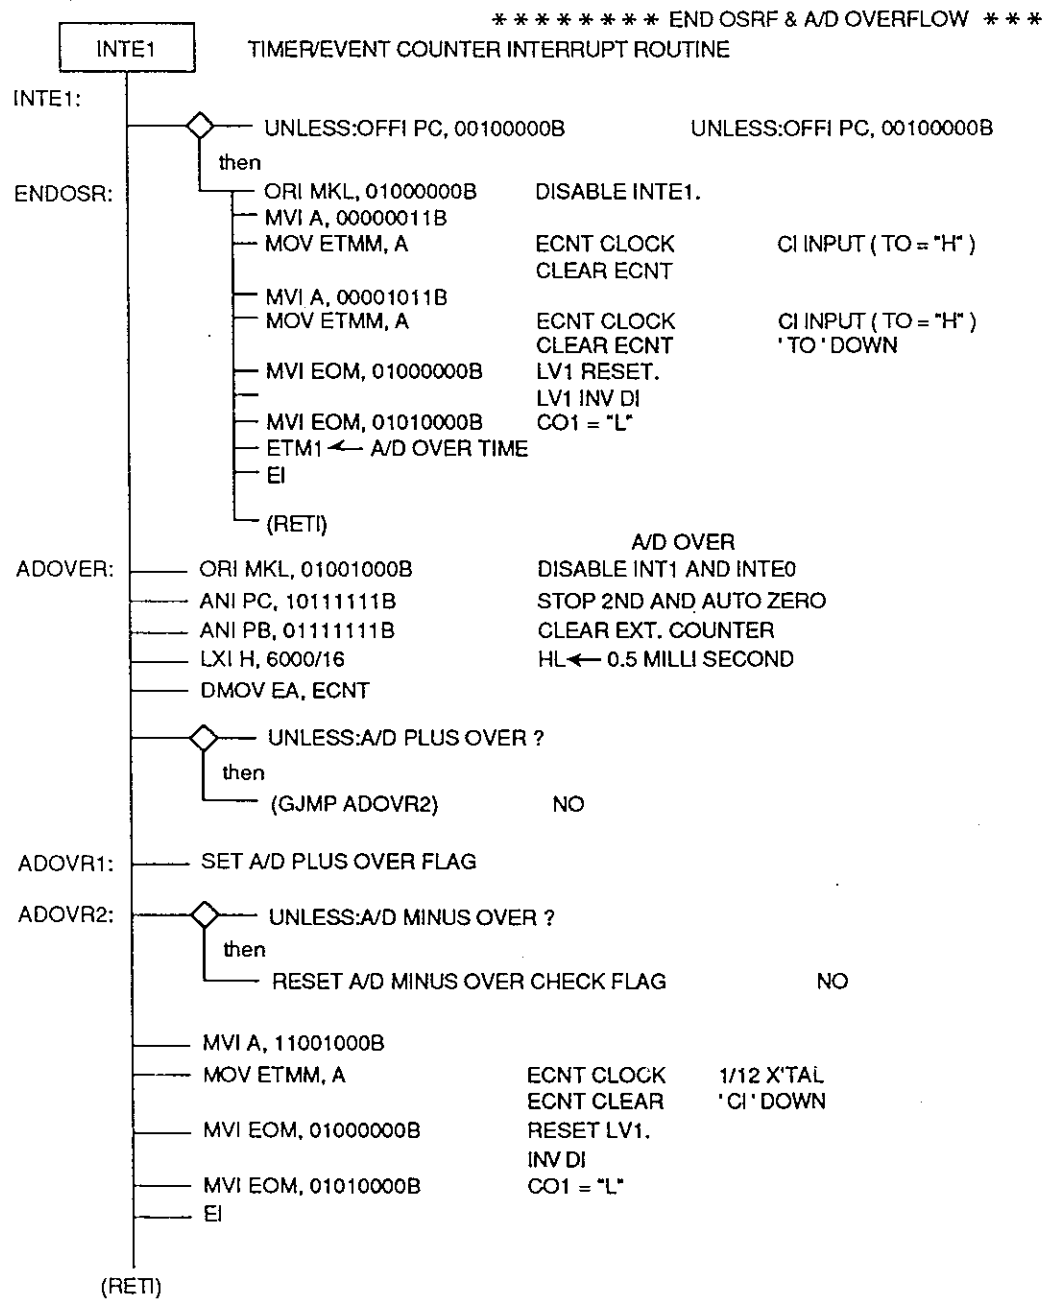 * * * * * * * * END OSRF & A/D OVERFLOW * * *
INTE1 TIMER/EVENT COUNTER INTERRUPT ROUTINE
INTE1:
UNLESS:OFFI PC, 00100000B UNLESS:OFFI PC, 00100000B
then
ENDOSR: ORI MKL, 01000000B DISABLE INTE1.
MVI A, 00000011B
MOV ETMM, A ECNT CLOCK CI INPUT ( TO = "H" )
CLEAR ECNT
MVI A, 00001011B
MOV ETMM, A ECNT CLOCK CI INPUT ( TO = "H" )
CLEAR ECNT ' TO ' DOWN
MVI EOM, 01000000B LV1 RESET.
LV1 INV DI
MVI EOM, 01010000B CO1 = "L"
ETM1 ← A/D OVER TIME
EI
(RETI)
A/D OVER
ADOVER: ORI MKL, 01001000B DISABLE INT1 AND INTE0
ANI PC, 10111111B STOP 2ND AND AUTO ZERO
ANI PB, 01111111B CLEAR EXT. COUNTER
LXI H, 6000/16 HL ← 0.5 MILLI SECOND
DMOV EA, ECNT
UNLESS:A/D PLUS OVER ?
then
(GJMP ADOVR2) NO
ADOVR1: SET A/D PLUS OVER FLAG
ADOVR2: UNLESS:A/D MINUS OVER ?
then
RESET A/D MINUS OVER CHECK FLAG NO
MVI A, 11001000B
MOV ETMM, A ECNT CLOCK 1/12 X'TAL
ECNT CLEAR ' CI ' DOWN
MVI EOM, 01000000B RESET LV1.
INV DI
MVI EOM, 01010000B CO1 = "L"
EI
(RETI)